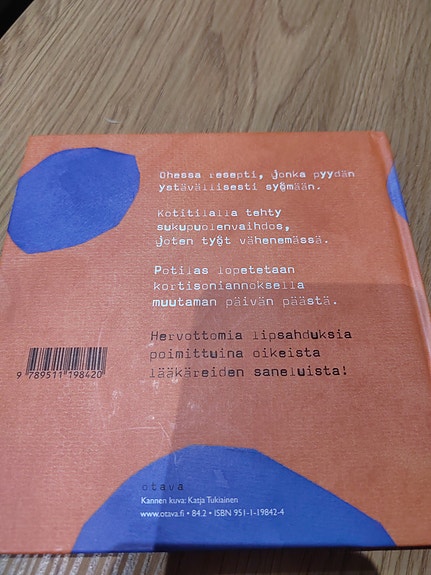 Ohessa resepti, jonka pyydän
ystävällisesti syömään.
Kotitilalla tehty
sukupuolenvaihdos,
joten työt vähenemässä.
Potilas lopetetaan
kortisoniannoksella
muutaman päivän päästä.
Hervottomia lipsahduksia
poimittuina oikeista
lääkäreiden saneluista!
9 789511 198420
otava
Kannen kuva: Katja Tukiainen
www.otava.fi • 84.2 • ISBN 951-1-19842-4